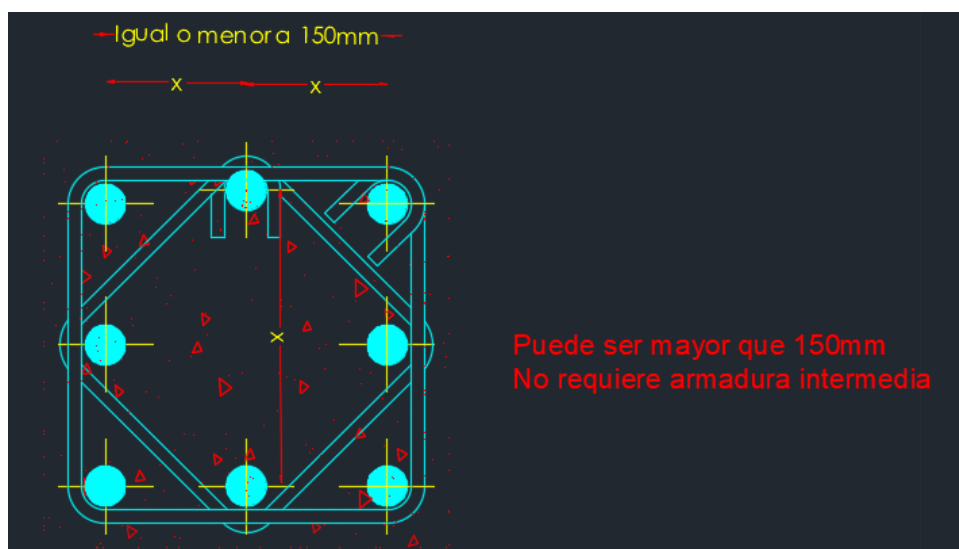 Igual o menor a 150mm
x
x
x
Puede ser mayor que 150mm
No requiere armadura intermedia